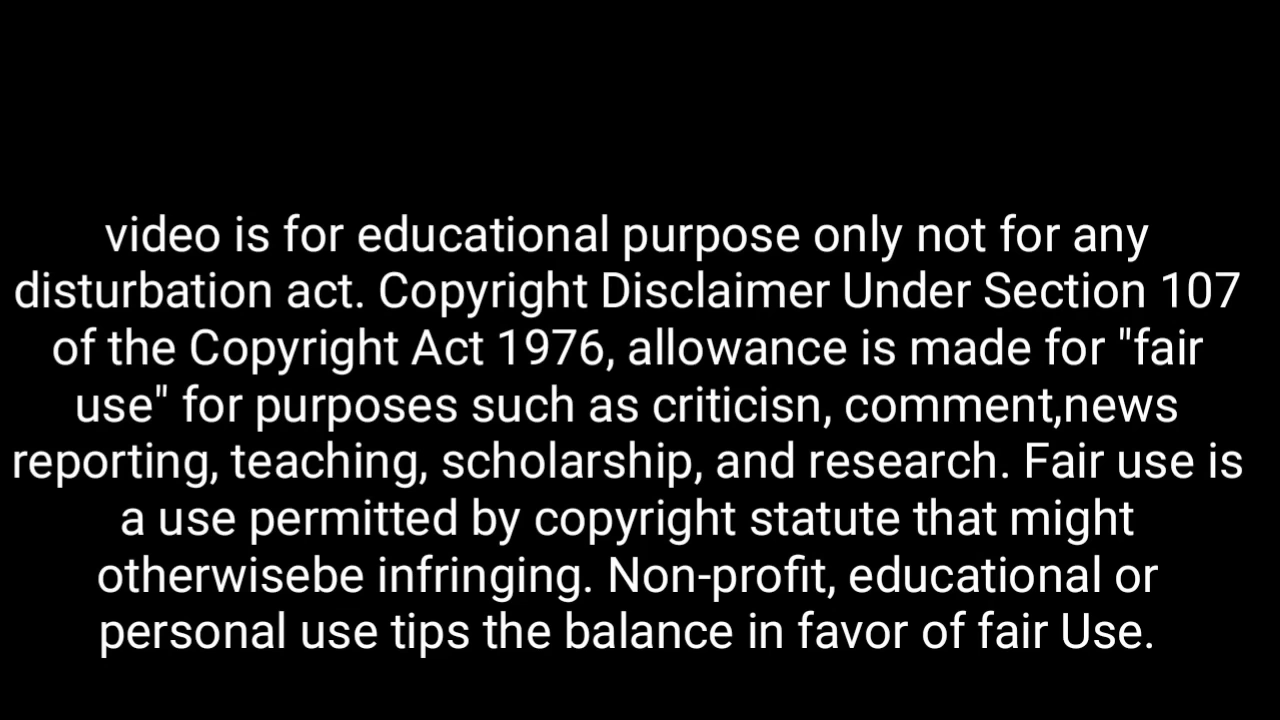 video is for educational purpose only not for any
disturbation act. Copyright Disclaimer Under Section 107
of the Copyright Act 1976, allowance is made for "fair
use" for purposes such as criticisn, comment,news
reporting, teaching, scholarship, and research. Fair use is
a use permitted by copyright statute that might
otherwisebe infringing. Non-profit, educational or
personal use tips the balance in favor of fair Use.